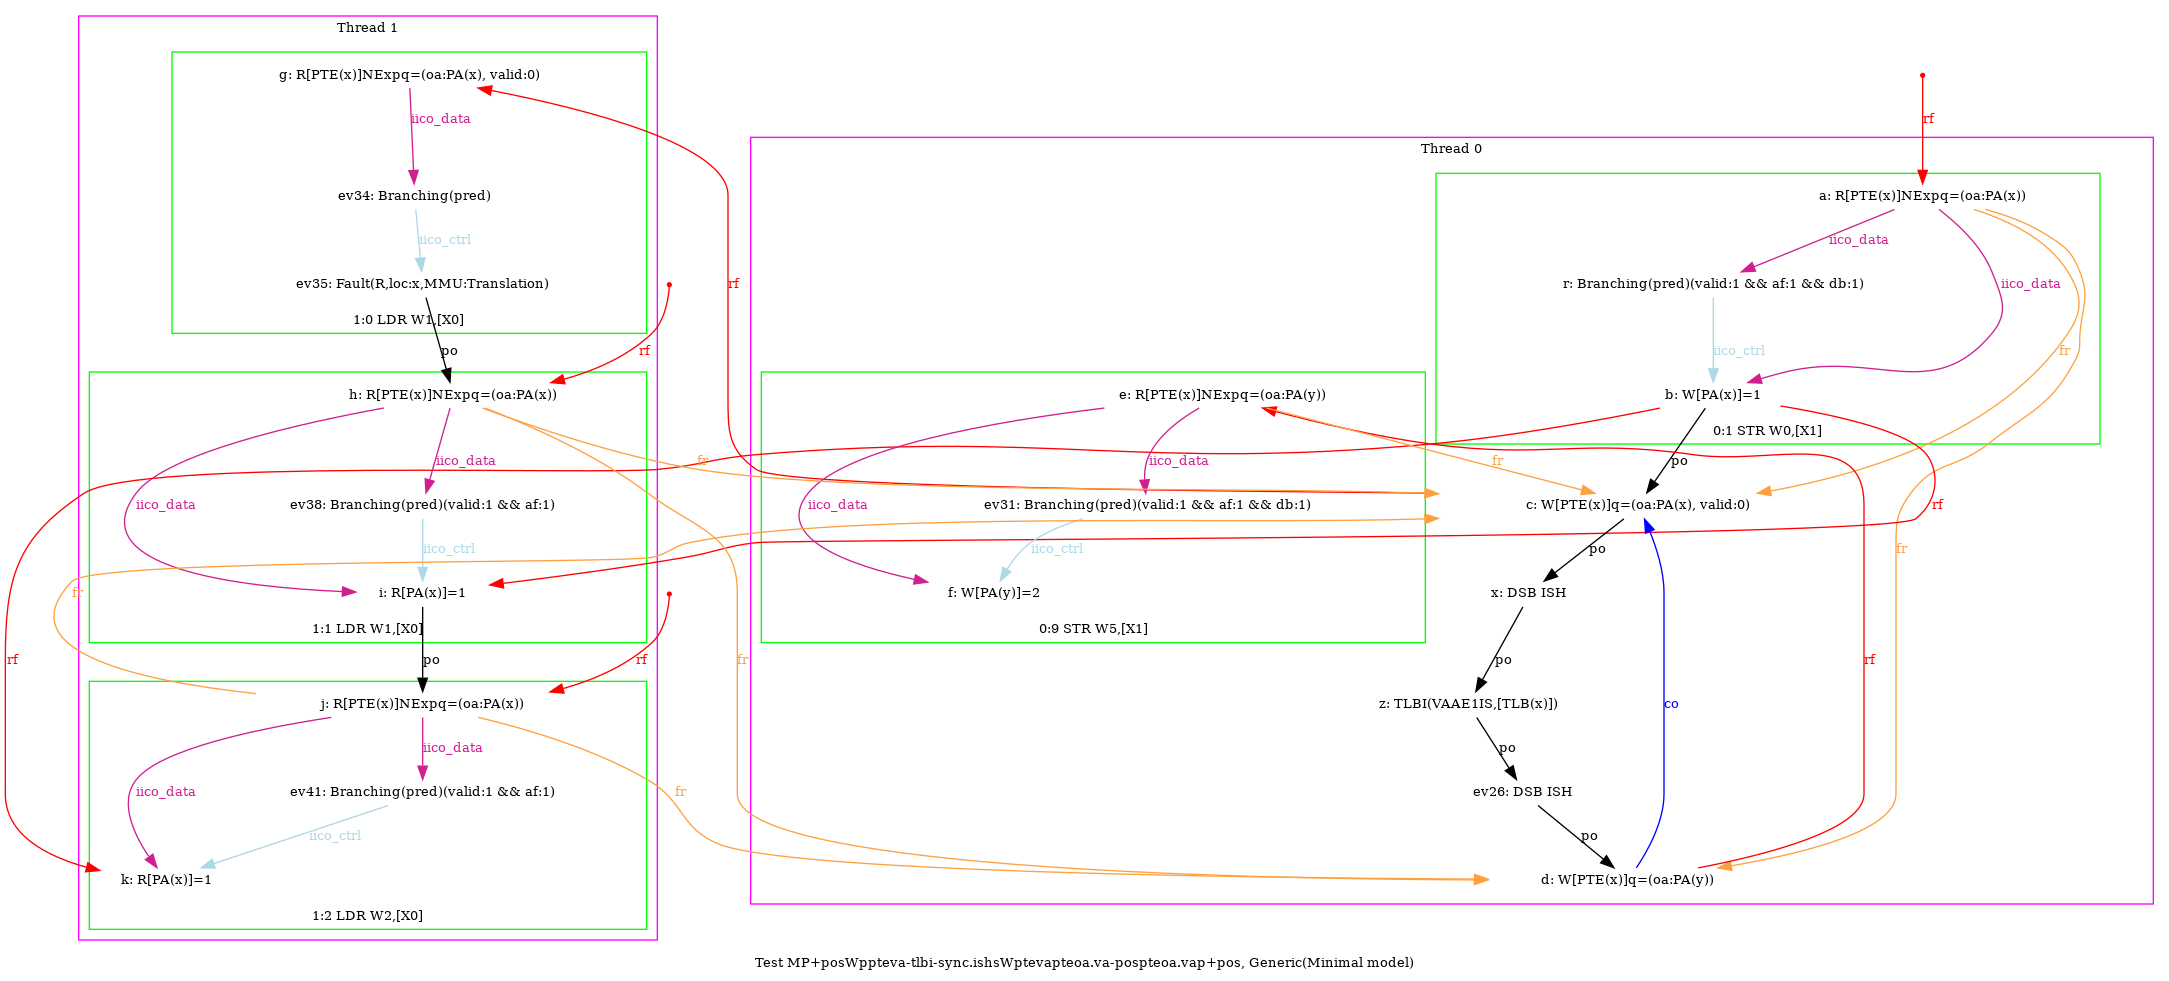 Thread 1
g: R[PTE(x)]NExpq=(oa:PA(x), valid:0)
iico_data
ev34: Branching(pred)
iico_ctrl
ev35: Fault(R,loc:x,MMU:Translation)
1:0 LDR W1,[X0]
po
rf
h: R[PTE(x)]NExpq=(oa:PA(x))
iico_data
iico_data
ev38: Branching(pred)(valid:1 && af:1)
iico_ctrl
fr
i: R[PA(x)]=1
1:1 LDR W1,[X0]
rf
po
rf
j: R[PTE(x)]NExpq=(oa:PA(x))
iico_data
iico_data
ev41: Branching(pred)(valid:1 && af:1)
iico_ctrl
k: R[PA(x)]=1
1:2 LDR W2,[X0]
rf
fr
fr
fr
rf
Thread 0
a: R[PTE(x)]NExpq=(oa:PA(x))
iico_data
iico_data
r: Branching(pred)(valid:1 && af:1 && db:1)
iico_ctrl
fr
b: W[PA(x)]=1
0:1 STR W0,[X1]
e: R[PTE(x)]NExpq=(oa:PA(y))
iico_data
iico_data
ev31: Branching(pred)(valid:1 && af:1 && db:1)
iico_ctrl
f: W[PA(y)]=2
0:9 STR W5,[X1]
fr
po
c: W[PTE(x)]q=(oa:PA(x), valid:0)
rf
po
fr
x: DSB ISH
po
rf
z: TLBI(VAAE1IS,[TLB(x)])
co
po
ev26: DSB ISH
po
d: W[PTE(x)]q=(oa:PA(y))
Test MP+posWppteva-tlbi-sync.ishsWptevapteoa.va-pospteoa.vap+pos, Generic(Minimal model)